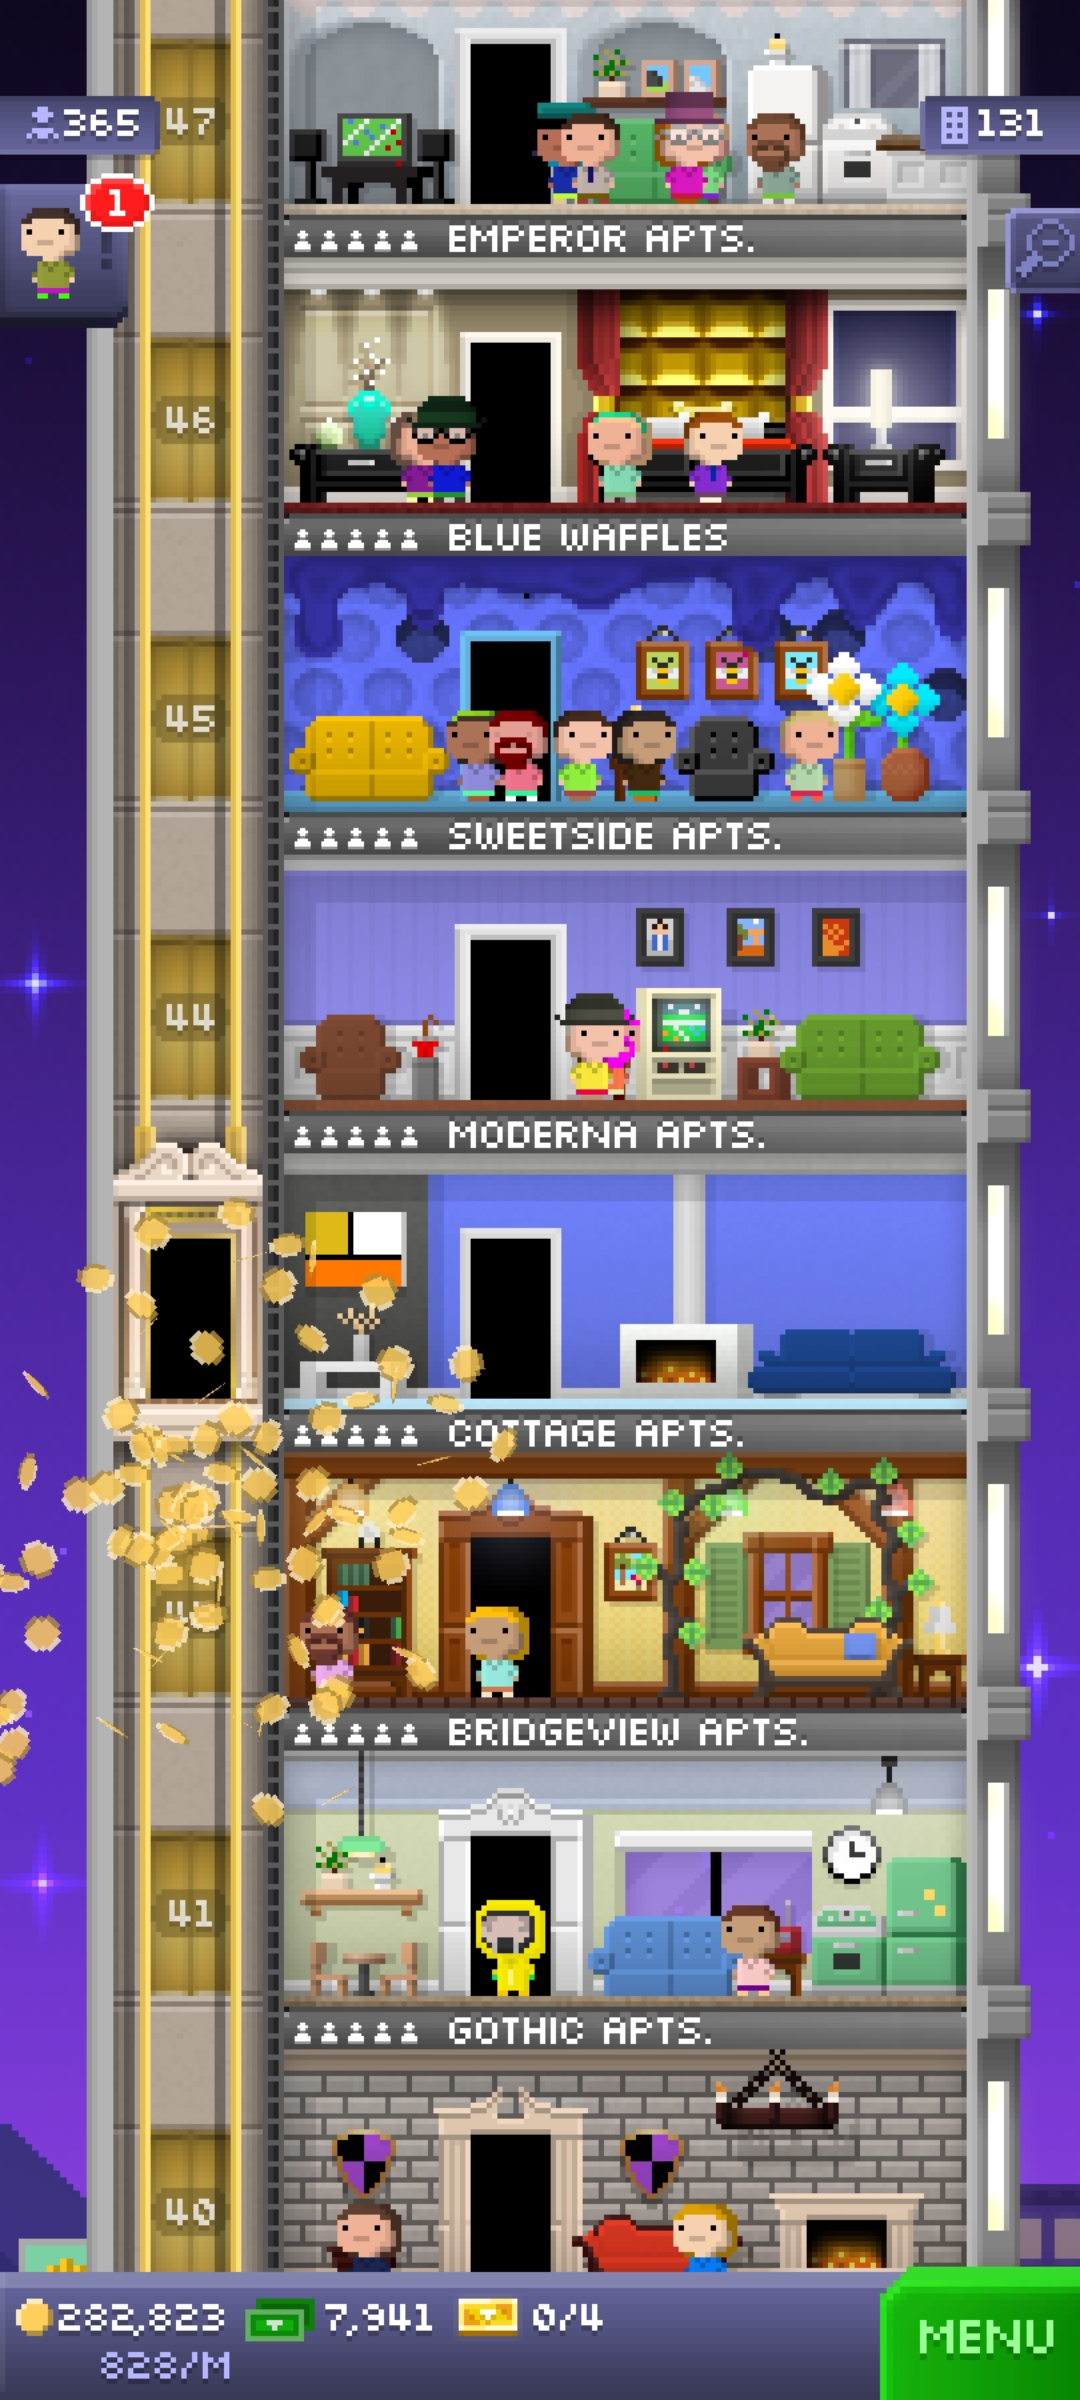 365
47
131
1
EMPEROR APTS.
46
BLUE WAFFLES
45
SWEETSIDE APTS.
44
MODERNA APTS.
COTTAGE APTS.
BRIDGEVIEW APTS.
41
GOTHIC APTS.
40
282,823 7,941 0/4
828/M
MENU